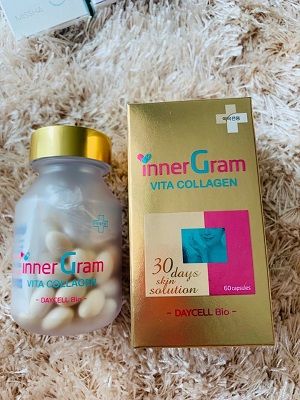 innerGram
VITA COLLAGEN
- DAYCELL Bio -
innerGram
VITA COLLAGEN
30 days
skin
solution
60 capsules
- DAYCELL Bio -